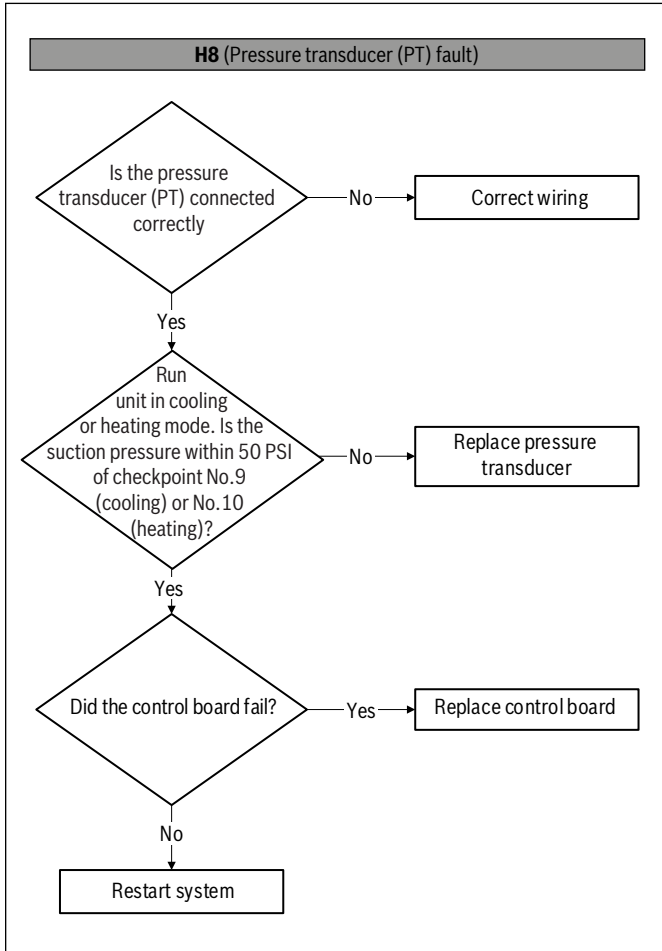 H8 (Pressure transducer (PT) fault)
Is the pressure
transducer (PT) connected
correctly
No
Correct wiring
Yes
Run
unit in cooling
or heating mode. Is the
suction pressure within 50 PSI
of checkpoint No.9
(cooling) or No.10
(heating)?
No
Replace pressure
transducer
Yes
Did the control board fail?
Yes
Replace control board
No
Restart system